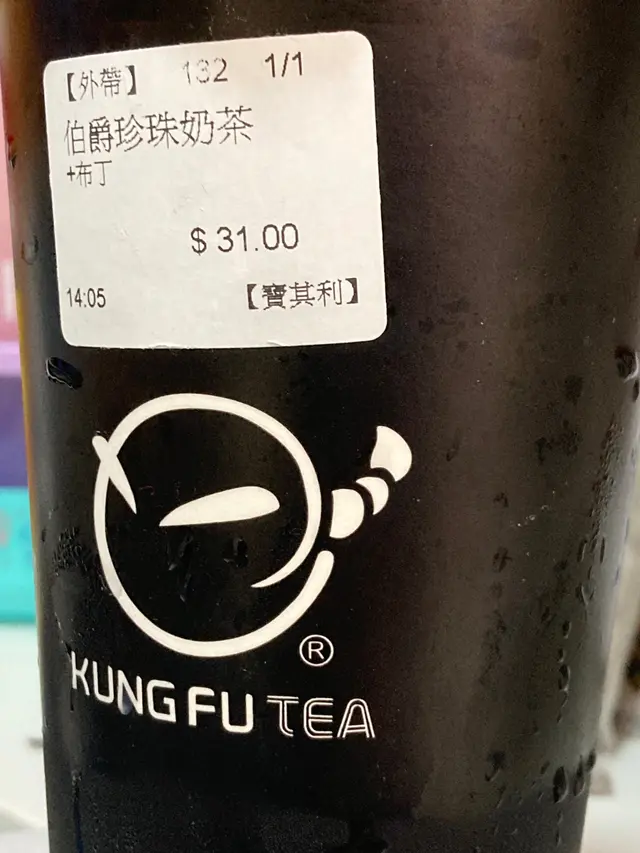 【外帶】 132 1/1
伯爵珍珠奶茶
+布丁
$ 31.00
14:05 【寶其利】
®
KUNG FU TEA